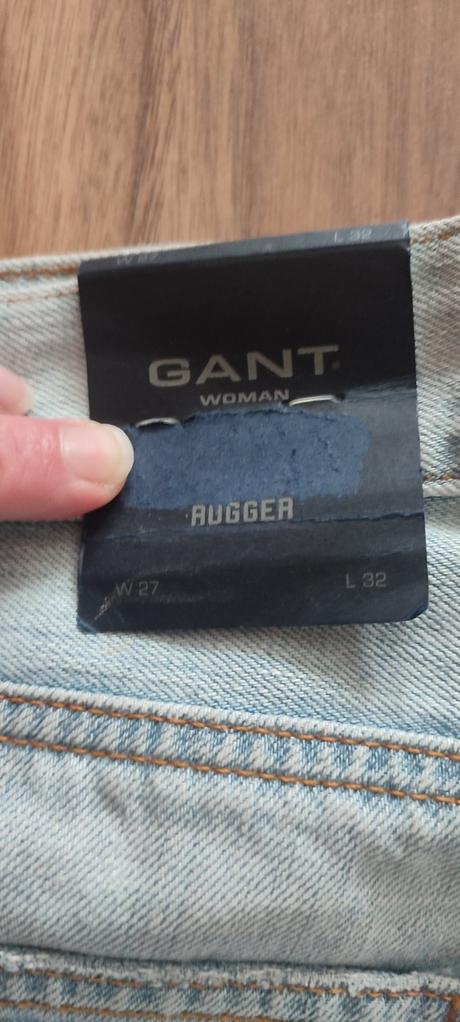 W 27 L 32
GANT
WOMAN
RUGGER
W 27 L 32